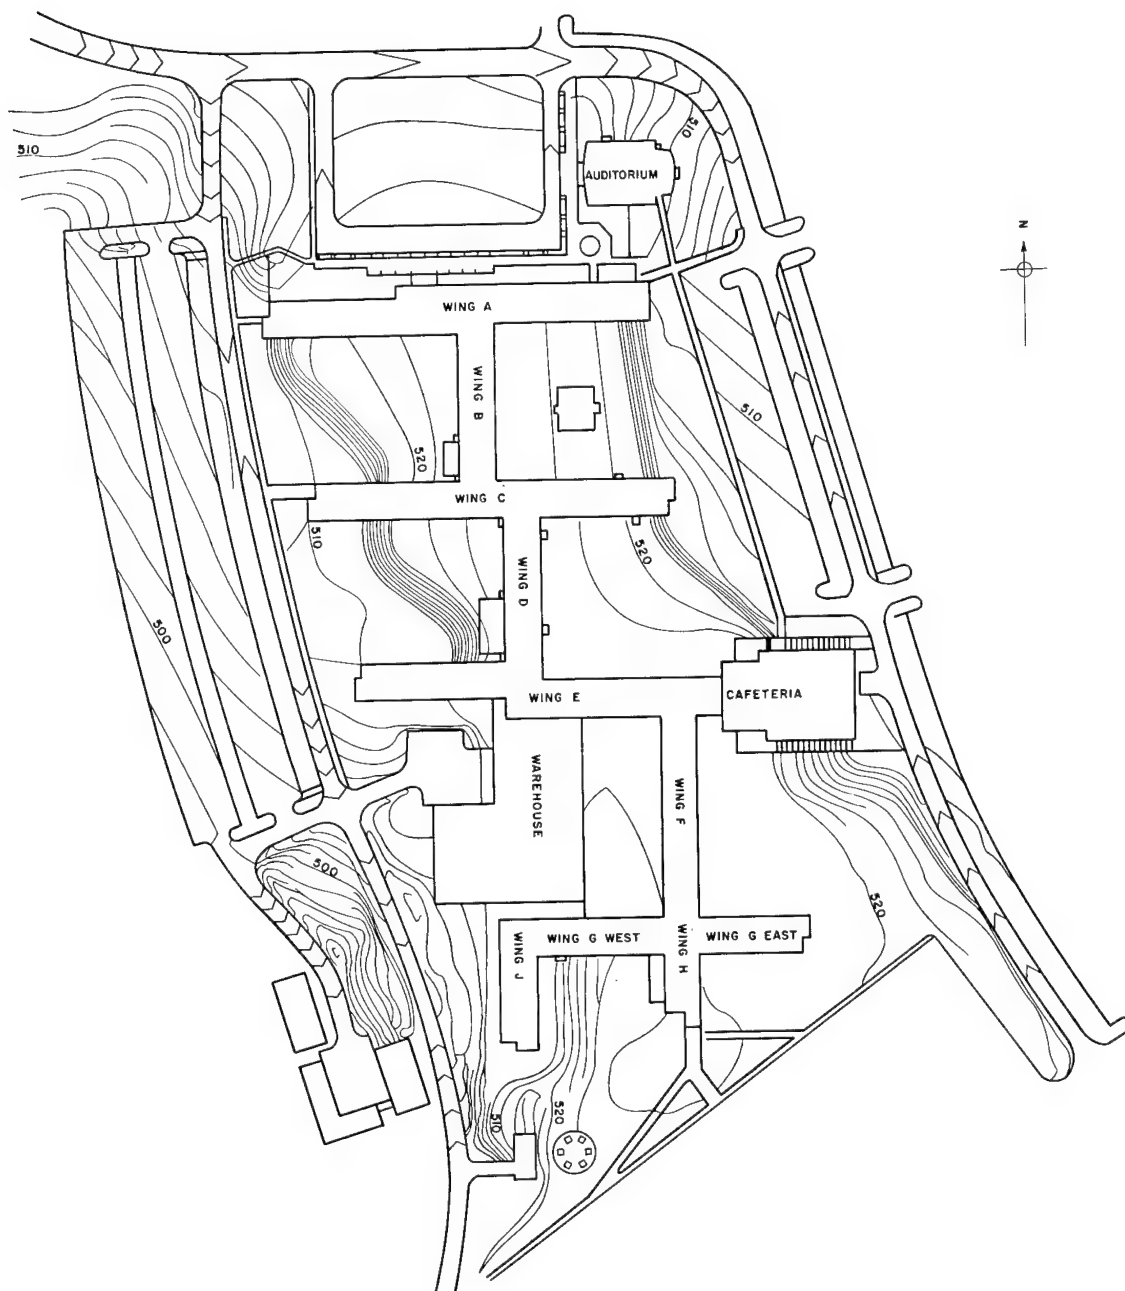 510
510
AUDITORIUM
N
WING A
WING B
510
520
WING C
510
520
WING D
500
WING E
CAFETERIA
WAREHOUSE
WING F
500
520
WING J
WING G WEST
WING H
WING G EAST
510
520